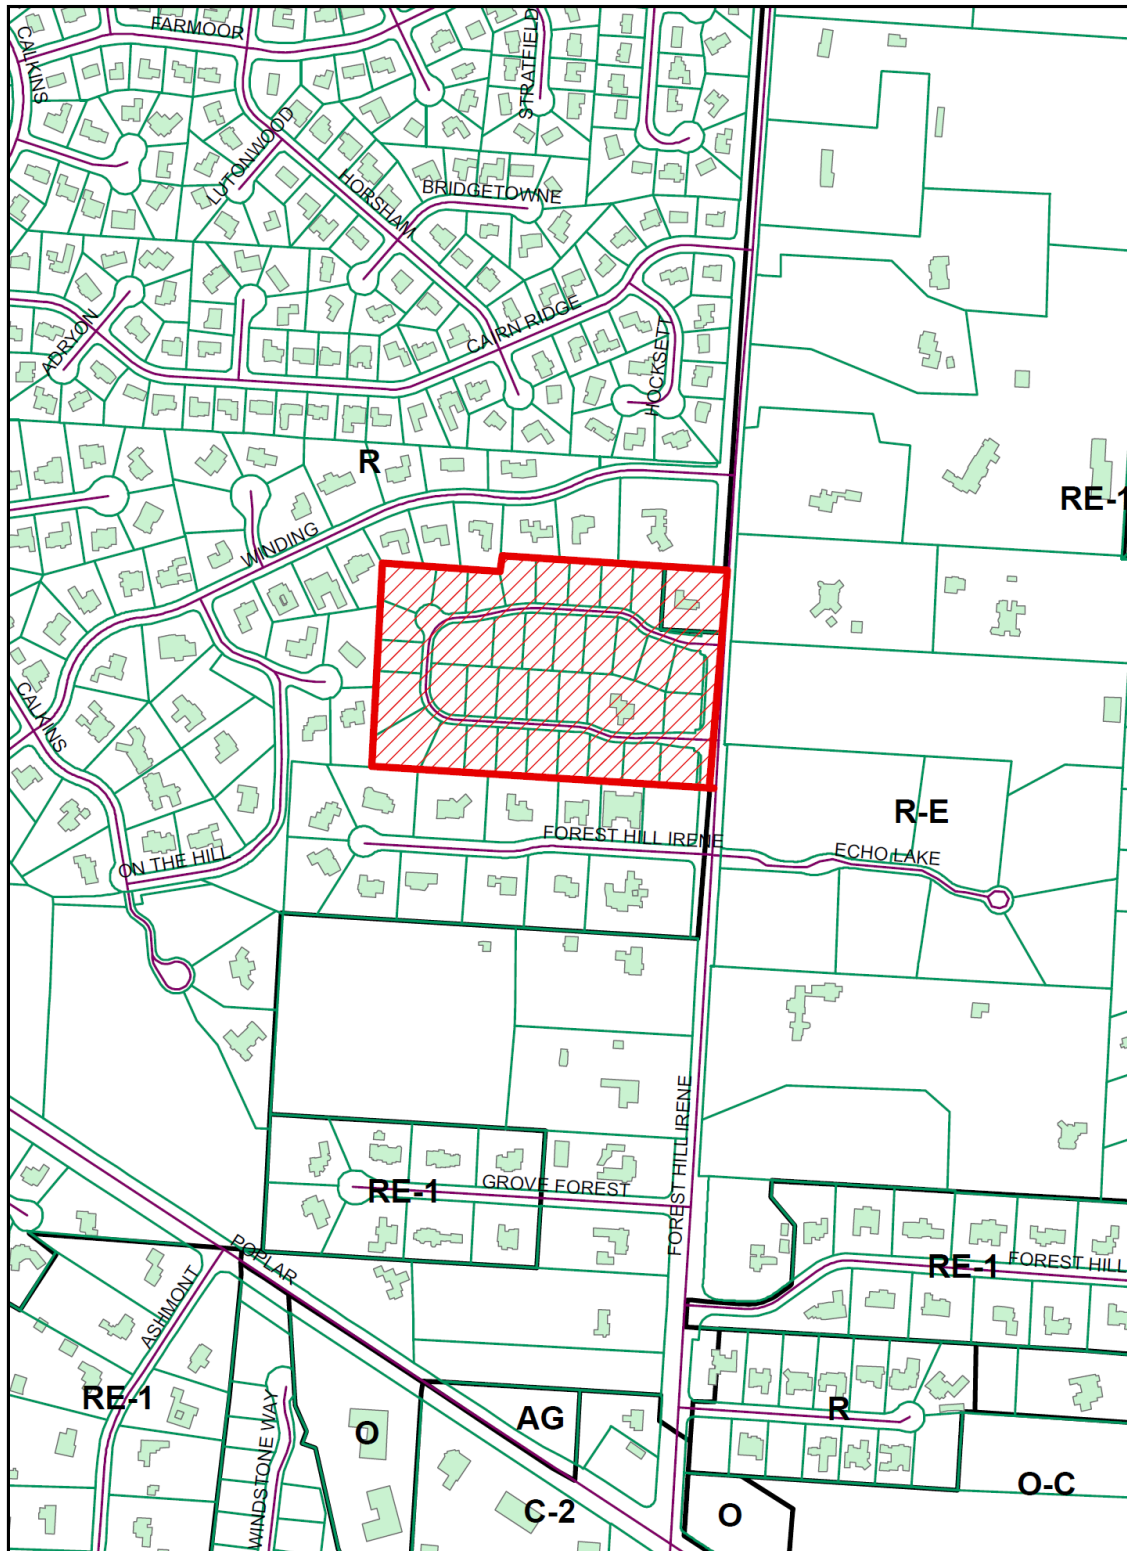 FARMOOR
CALKINS
STRATFIELD
LUTONWOOD
HORSHAM
BRIDGETOWNE
ADRYON
CAIRN RIDGE
HOCKSETT
R
RE-1
WINDING
CALKINS
R-E
FOREST HILL IRENE
ECHO LAKE
ON THE HILL
FOREST HILL IRENE
RE-1
GROVE FOREST
POPLAR
RE-1
FOREST HILL
ASHMONT
RE-1
WINDSTONE WAY
O
AG
R
C-2
O
O-C